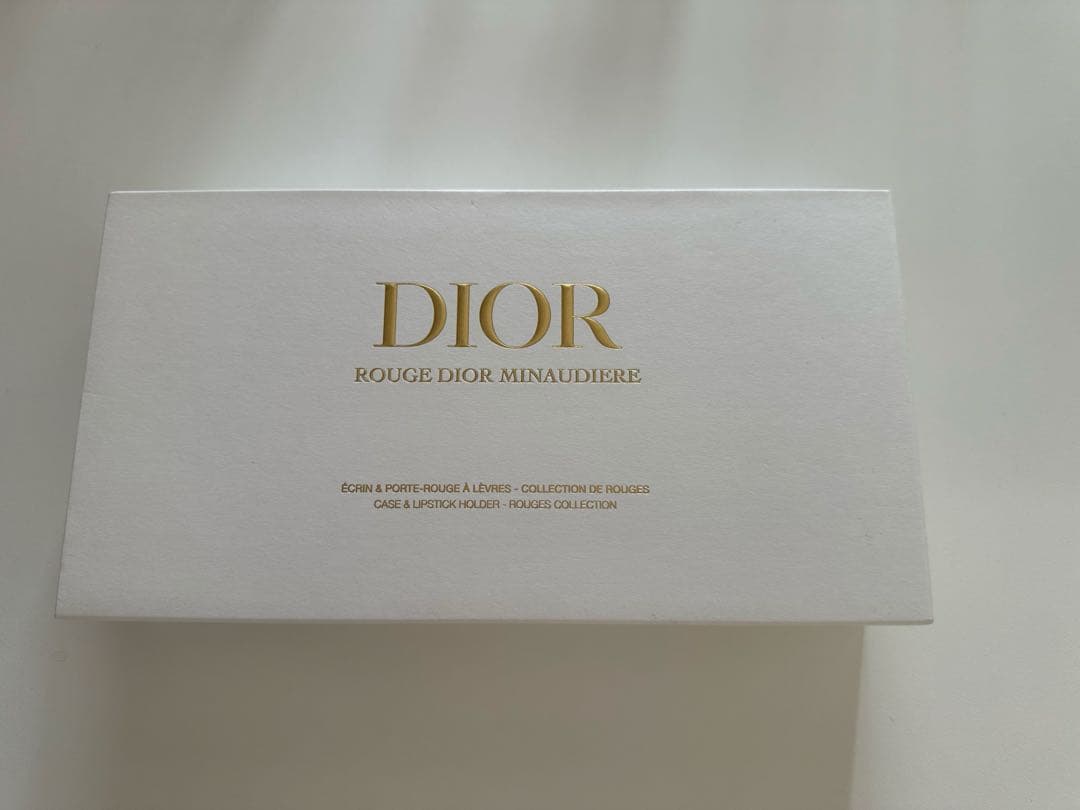 DIOR
ROUGE DIOR MINAUDIERE
ÉCRIN & PORTE-ROUGE À LÈVRES - COLLECTION DE ROUGES
CASE & LIPSTICK HOLDER - ROUGES COLLECTION